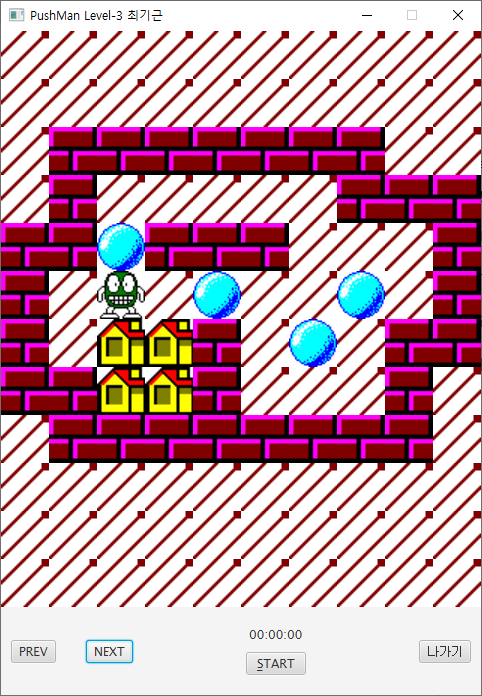 PushMan Level-3 최기근
00:00:00
PREV NEXT START 나가기